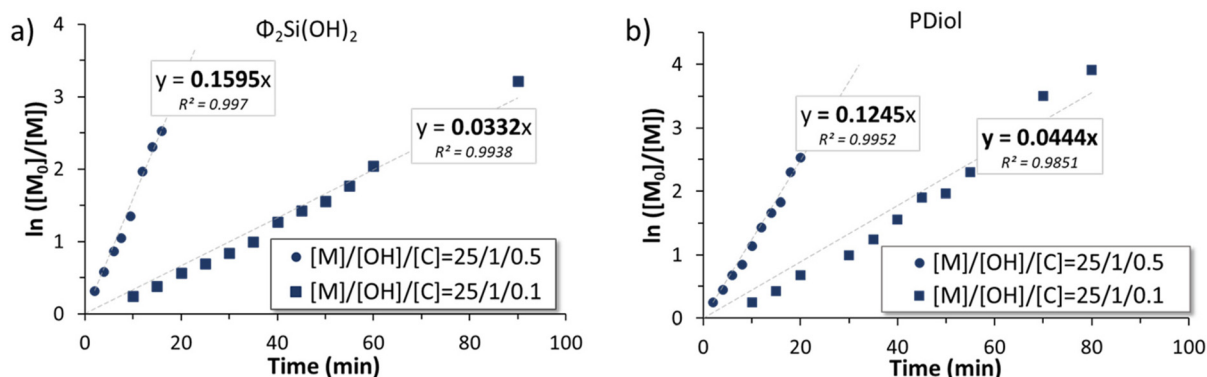 a)
Φ₂Si(OH)₂
ln ([M₀]/[M])
4
3
2
1
0
y = 0.1595x
R² = 0.997
y = 0.0332x
R² = 0.9938
[M]/[OH]/[C]=25/1/0.5
[M]/[OH]/[C]=25/1/0.1
0 20 40 60 80 100
Time (min)
b)
PDiol
ln ([M₀]/[M])
4
3
2
1
0
y = 0.1245x
R² = 0.9952
y = 0.0444x
R² = 0.9851
[M]/[OH]/[C]=25/1/0.5
[M]/[OH]/[C]=25/1/0.1
0 20 40 60 80 100
Time (min)